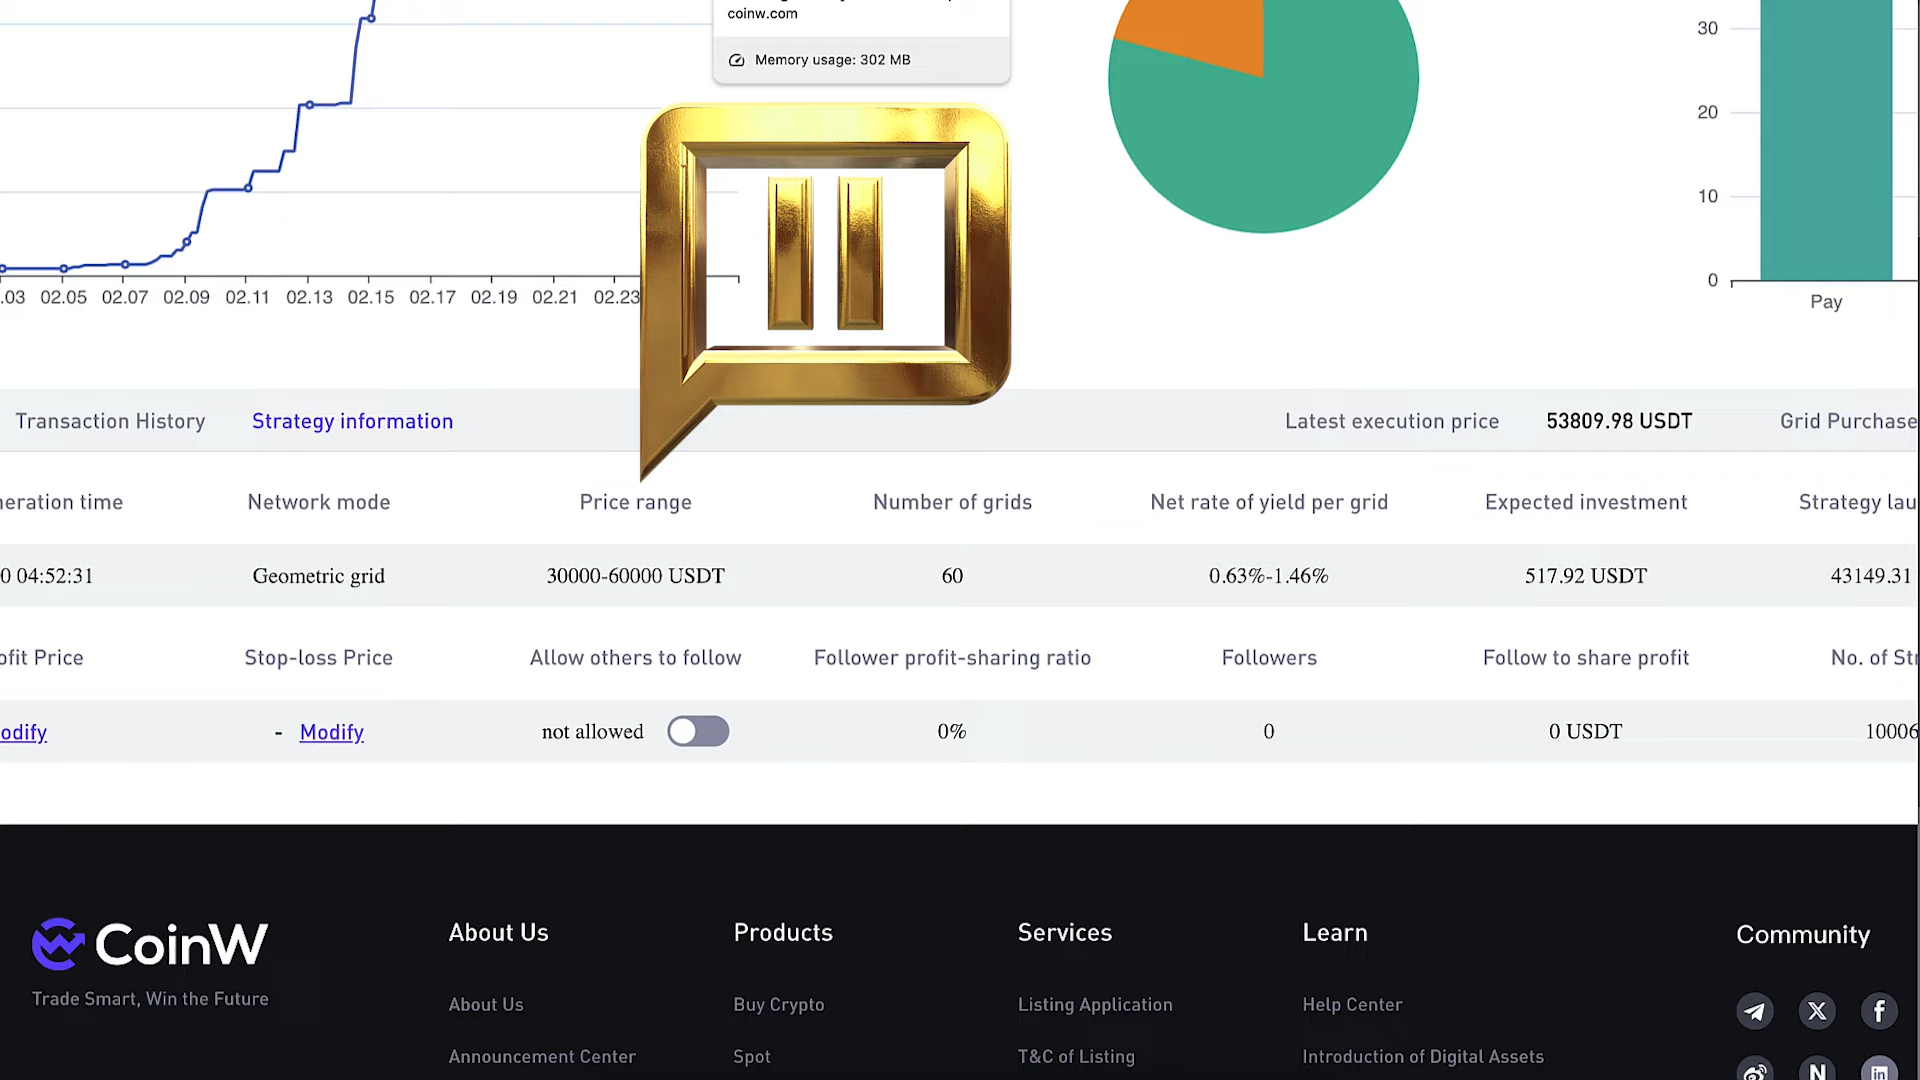 coinw.com
Memory usage: 302 MB
30
20
10
0
Pay
.03 02.05 02.07 02.09 02.11 02.13 02.15 02.17 02.19 02.21 02.23
Transaction History Strategy information Latest execution price 53809.98 USDT Grid Purchase
neration time Network mode Price range Number of grids Net rate of yield per grid Expected investment Strategy lau
0 04:52:31 Geometric grid 30000-60000 USDT 60 0.63%-1.46% 517.92 USDT 43149.31
ofit Price Stop-loss Price Allow others to follow Follower profit-sharing ratio Followers Follow to share profit No. of Str
odify - Modify not allowed 0% 0 0 USDT 10006
CoinW
Trade Smart, Win the Future
About Us Products Services Learn Community
About Us Buy Crypto Listing Application Help Center
Announcement Center Spot T&C of Listing Introduction of Digital Assets